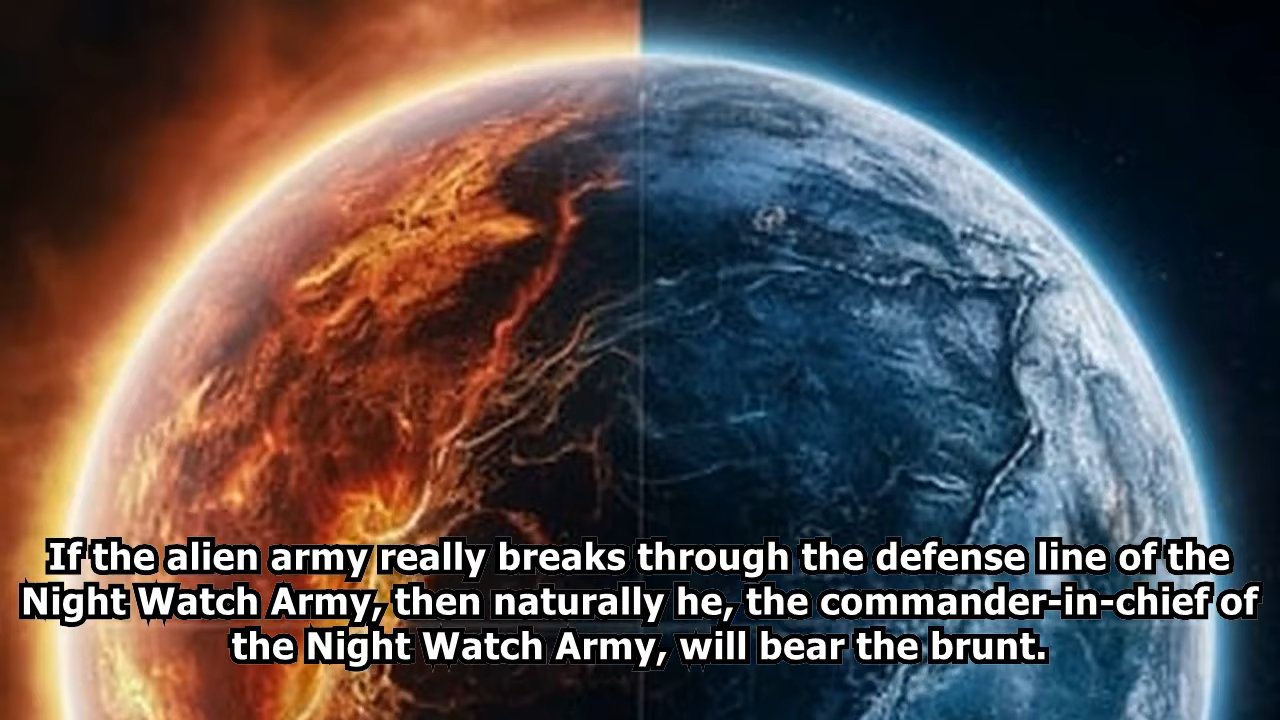 If the alien army really breaks through the defense line of the
Night Watch Army, then naturally he, the commander-in-chief of
the Night Watch Army, will bear the brunt.